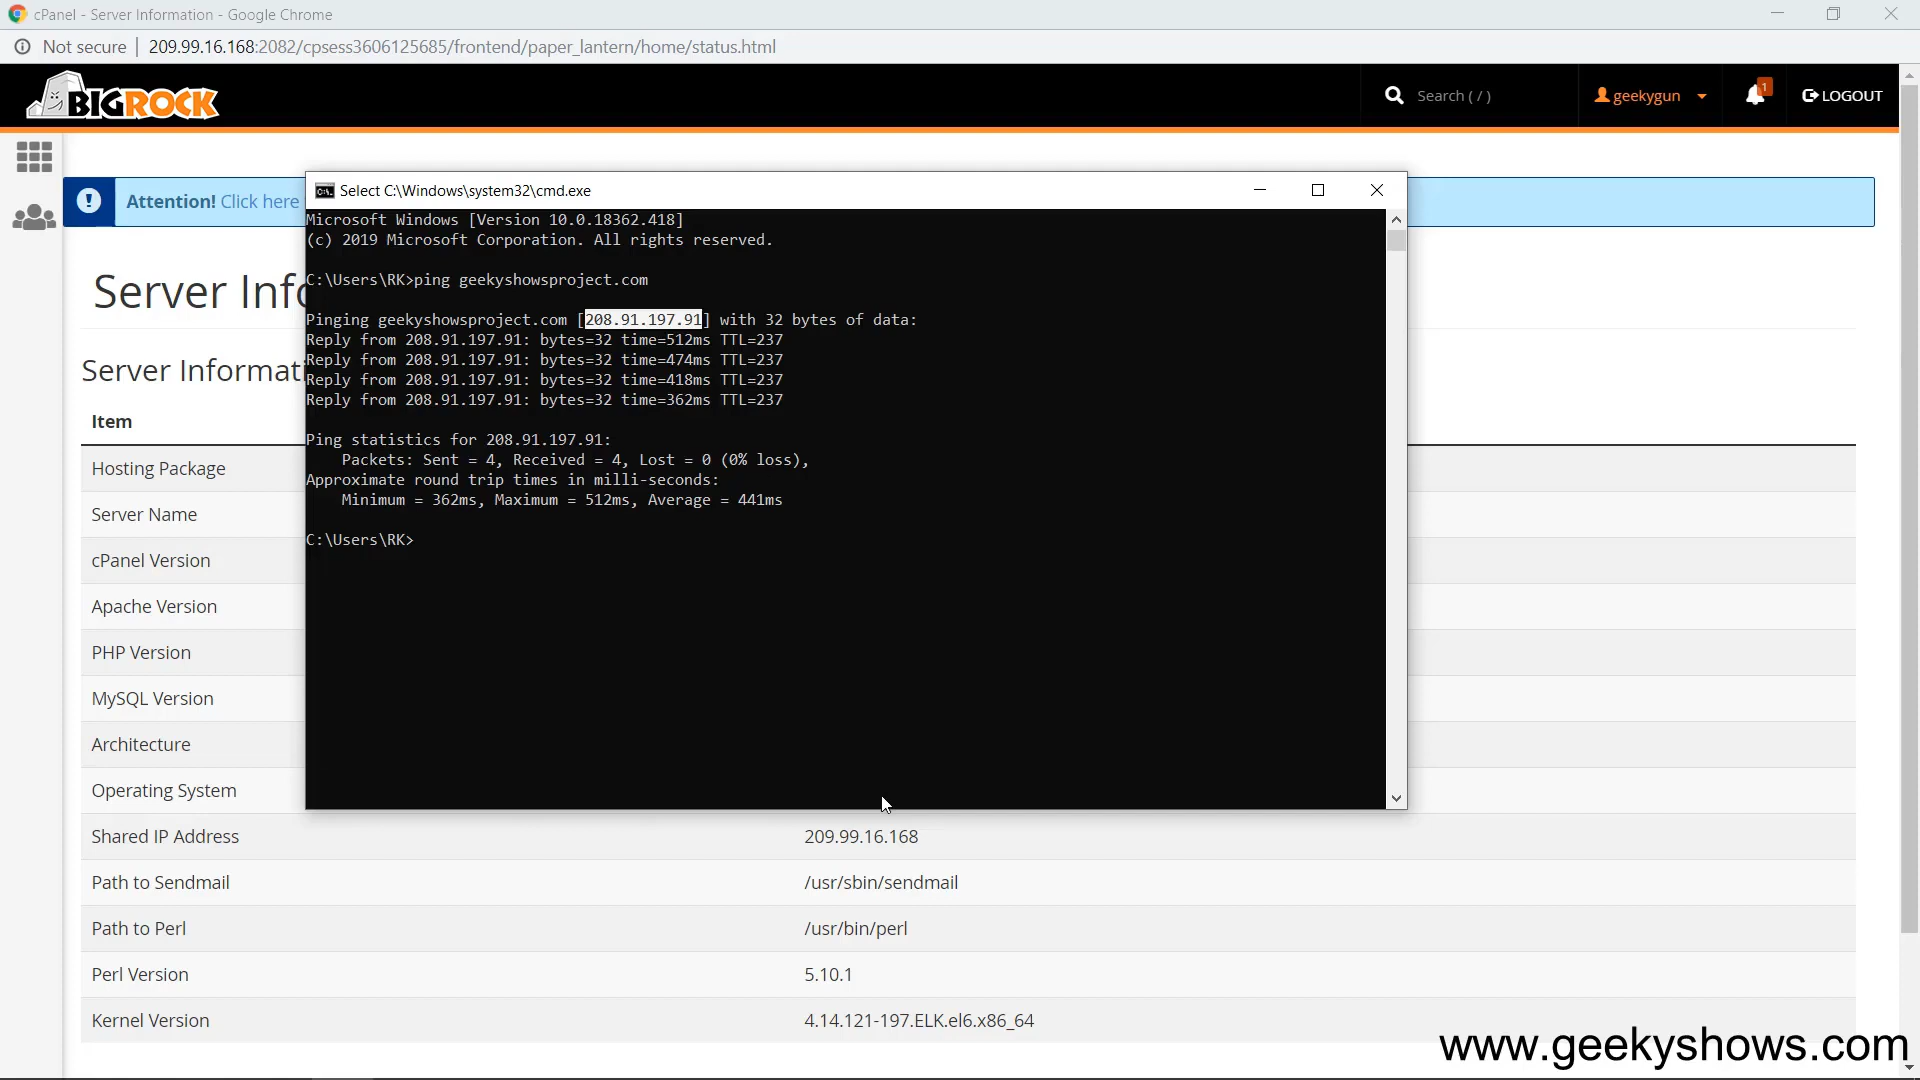 cPanel - Server Information - Google Chrome
Not secure | 209.99.16.168:2082/cpsess3606125685/frontend/paper_lantern/home/status.html
BIGROCK
Search ( / )
geekygun
1
LOGOUT
Attention! Click here
Select C:\Windows\system32\cmd.exe
Microsoft Windows [Version 10.0.18362.418]
(c) 2019 Microsoft Corporation. All rights reserved.
C:\Users\RK>ping geekyshowsproject.com
Pinging geekyshowsproject.com [208.91.197.91] with 32 bytes of data:
Reply from 208.91.197.91: bytes=32 time=512ms TTL=237
Reply from 208.91.197.91: bytes=32 time=474ms TTL=237
Reply from 208.91.197.91: bytes=32 time=418ms TTL=237
Reply from 208.91.197.91: bytes=32 time=362ms TTL=237
Ping statistics for 208.91.197.91:
Packets: Sent = 4, Received = 4, Lost = 0 (0% loss),
Approximate round trip times in milli-seconds:
Minimum = 362ms, Maximum = 512ms, Average = 441ms
C:\Users\RK>
Server Info
Server Informati
Item
Hosting Package
Server Name
cPanel Version
Apache Version
PHP Version
MySQL Version
Architecture
Operating System
Shared IP Address 209.99.16.168
Path to Sendmail /usr/sbin/sendmail
Path to Perl /usr/bin/perl
Perl Version 5.10.1
Kernel Version 4.14.121-197.ELK.el6.x86_64
www.geekyshows.com